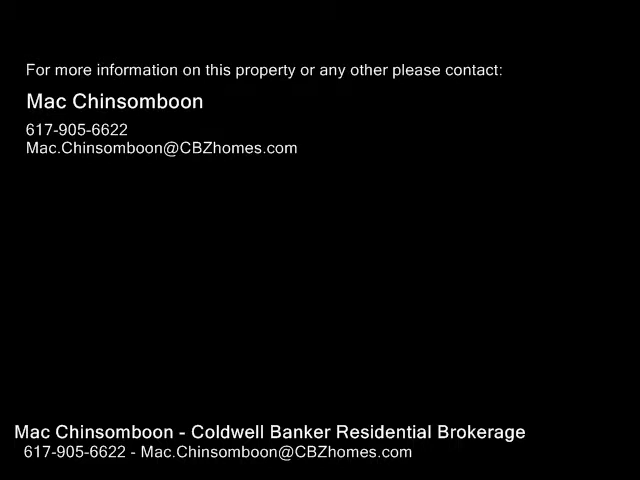 For more information on this property or any other please contact:
Mac Chinsomboon
617-905-6622
Mac.Chinsomboon@CBZhomes.com
Mac Chinsomboon - Coldwell Banker Residential Brokerage
617-905-6622 - Mac.Chinsomboon@CBZhomes.com